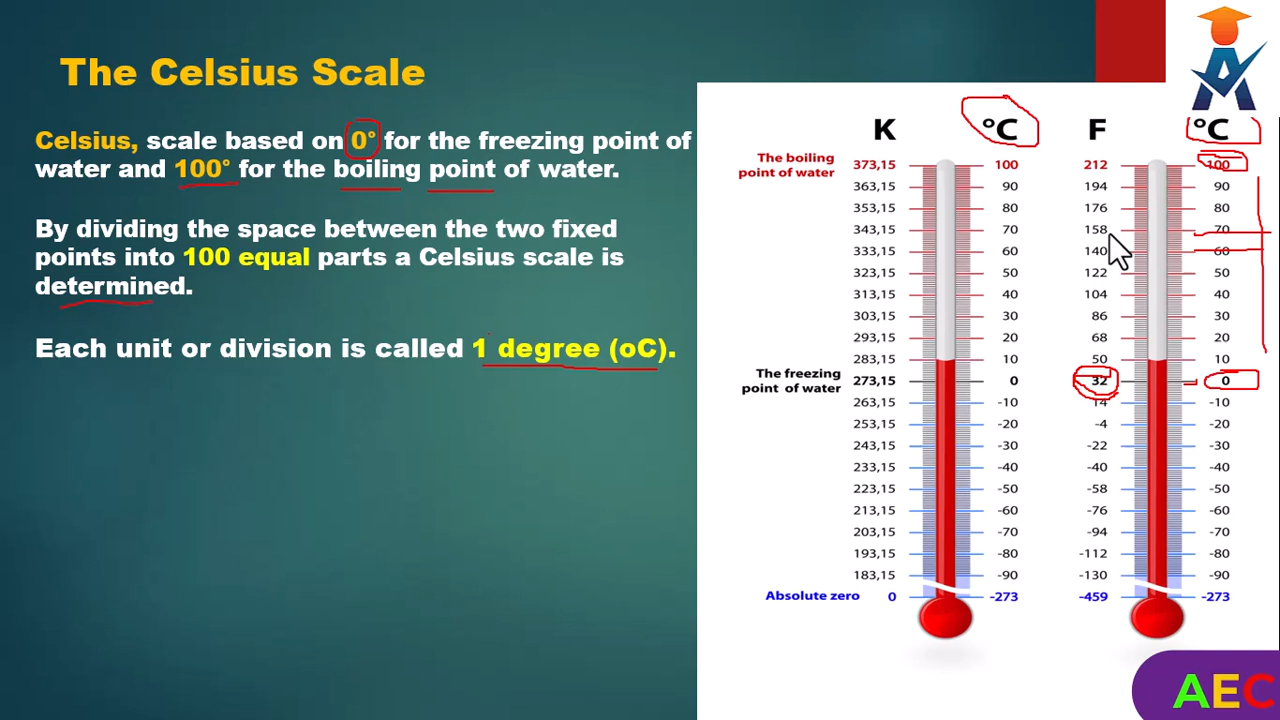 The Celsius Scale
Celsius, scale based on 0° for the freezing point of
water and 100° for the boiling point of water.
By dividing the space between the two fixed
points into 100 equal parts a Celsius scale is
determined.
Each unit or division is called 1 degree (oC).
K °C F °C
The boiling
point of water
373,15 100 212 100
363,15 90 194 90
353,15 80 176 80
343,15 70 158 70
333,15 60 140 60
323,15 50 122 50
313,15 40 104 40
303,15 30 86 30
293,15 20 68 20
283,15 10 50 10
The freezing
point of water
273,15 0 32 0
263,15 -10 14 -10
253,15 -20 -4 -20
243,15 -30 -22 -30
233,15 -40 -40 -40
223,15 -50 -58 -50
213,15 -60 -76 -60
203,15 -70 -94 -70
193,15 -80 -112 -80
183,15 -90 -130 -90
Absolute zero 0 -273 -459 -273
AEC